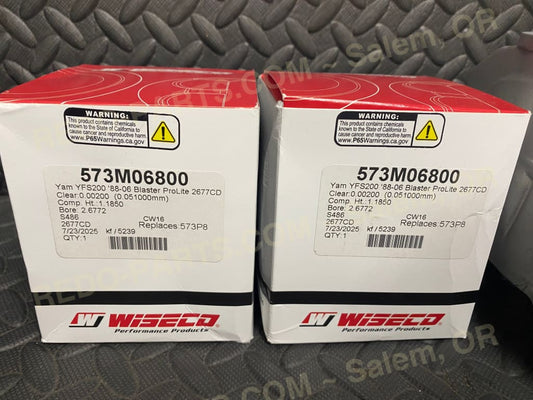 WARNING:
This product contains chemicals
known to the State of California to
cause cancer and reproductive harm
www.P65Warnings.ca.gov
573M06800
Yam YFS200 '88-06 Blaster ProLite 2677CD
Clear:0.00200 (0.051000mm)
Comp. Ht.:1.1850
Bore: 2.6772
S486 CW16
2677CD Replaces:573P8
7/23/2025 kf / 5239
QTY:1
W WISECO
Performance Products®
WARNING:
This product contains chemicals
known to the State of California to
cause cancer and reproductive harm
www.P65Warnings.ca.gov
573M06800
Yam YFS200 '88-06 Blaster ProLite 2677CD
Clear:0.00200 (0.051000mm)
Comp. Ht.:1.1850
Bore: 2.6772
S486 CW16
2677CD Replaces:573P8
7/23/2025 kf / 5239
QTY:1
W WISECO
Performance Products®
.COM ~ Salem, OR